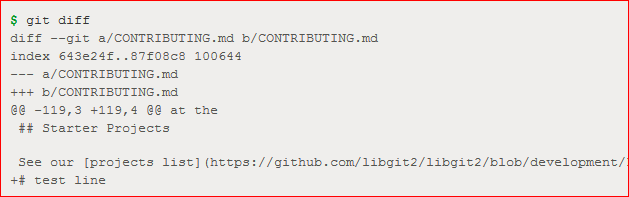 $ git diff
diff --git a/CONTRIBUTING.md b/CONTRIBUTING.md
index 643e24f..87f08c8 100644
--- a/CONTRIBUTING.md
+++ b/CONTRIBUTING.md
@@ -119,3 +119,4 @@ at the
## Starter Projects
See our [projects list](https://github.com/libgit2/libgit2/blob/development/
+# test line